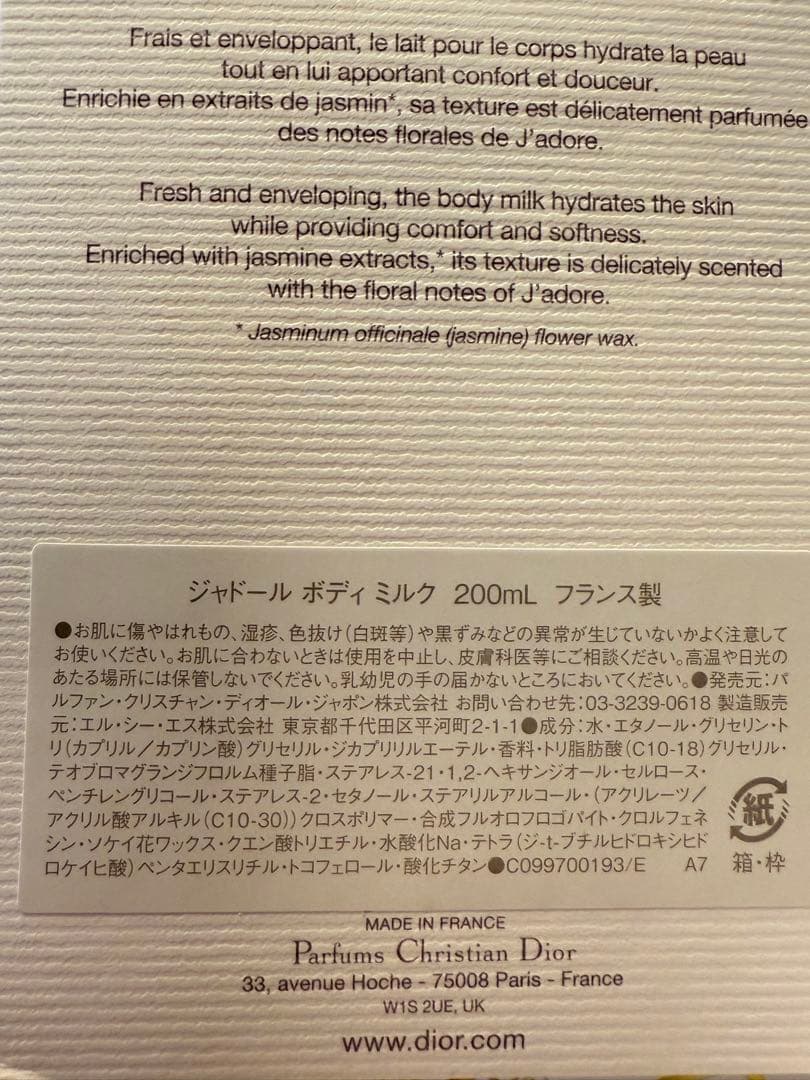 Frais et enveloppant, le lait pour le corps hydrate la peau
tout en lui apportant confort et douceur.
Enrichie en extraits de jasmin*, sa texture est délicatement parfumée
des notes florales de J'adore.
Fresh and enveloping, the body milk hydrates the skin
while providing comfort and softness.
Enriched with jasmine extracts,* its texture is delicately scented
with the floral notes of J'adore.
* Jasminum officinale (jasmine) flower wax.
ジャドール ボディ ミルク 200mL フランス製
●お肌に傷やはれもの、湿疹、色抜け(白斑等)や黒ずみなどの異常が生じていないかよく注意して
お使いください。お肌に合わないときは使用を中止し、皮膚科医等にご相談ください。高温や日光の
あたる場所には保管しないでください。乳幼児の手の届かないところにおいてください。●発売元:パ
ルファン・クリスチャン・ディオール・ジャポン株式会社 お問い合わせ先:03-3239-0618 製造販売
元:エル・シー・エス株式会社 東京都千代田区平河町2-1-1●成分:水・エタノール・グリセリン・ト
リ(カプリル/カプリン酸)グリセリル・ジカプリリルエーテル・香料・トリ脂肪酸(C10-18)グリセリル・
テオブロマグランジフロルム種子脂・ステアレス-21・1,2-ヘキサンジオール・セルロース・
ペンチレングリコール・ステアレス-2・セタノール・ステアリルアルコール・(アクリレーツ/
アクリル酸アルキル(C10-30))クロスポリマー・合成フルオロフロゴパイト・クロルフェネ
シン・ソケイ花ワックス・クエン酸トリエチル・水酸化Na・テトラ(ジ-t-ブチルヒドロキシヒド
ロケイヒ酸)ペンタエリスリチル・トコフェロール・酸化チタン●C099700193/E A7
紙
箱・枠
MADE IN FRANCE
Parfums Christian Dior
33, avenue Hoche - 75008 Paris - France
W1S 2UE, UK
www.dior.com